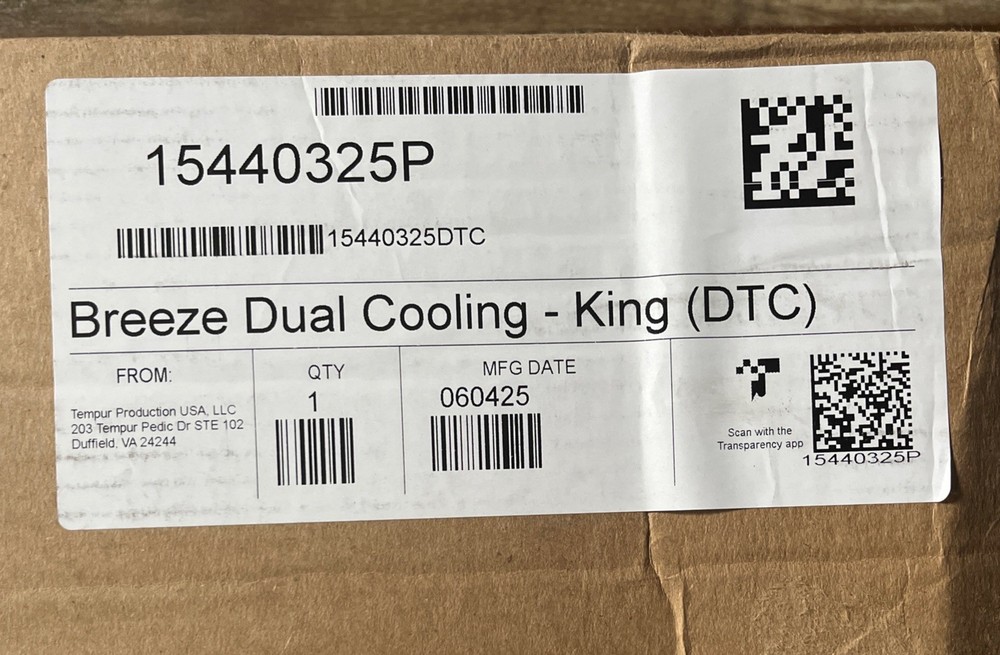 15440325P
15440325DTC
Breeze Dual Cooling - King (DTC)
FROM:
Tempur Production USA, LLC
203 Tempur Pedic Dr STE 102
Duffield, VA 24244
QTY
1
MFG DATE
060425
Scan with the
Transparency app
15440325P